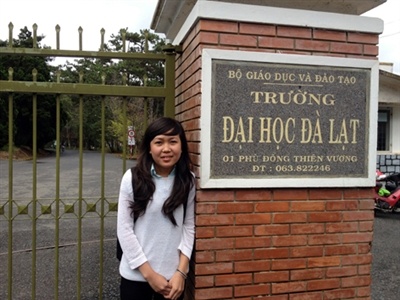 BỘ GIÁO DỤC VÀ ĐÀO TẠO
TRƯỜNG
ĐẠI HỌC ĐÀ LẠT
01 PHÙ ĐỔNG THIÊN VƯƠNG
ĐT : 063.822246